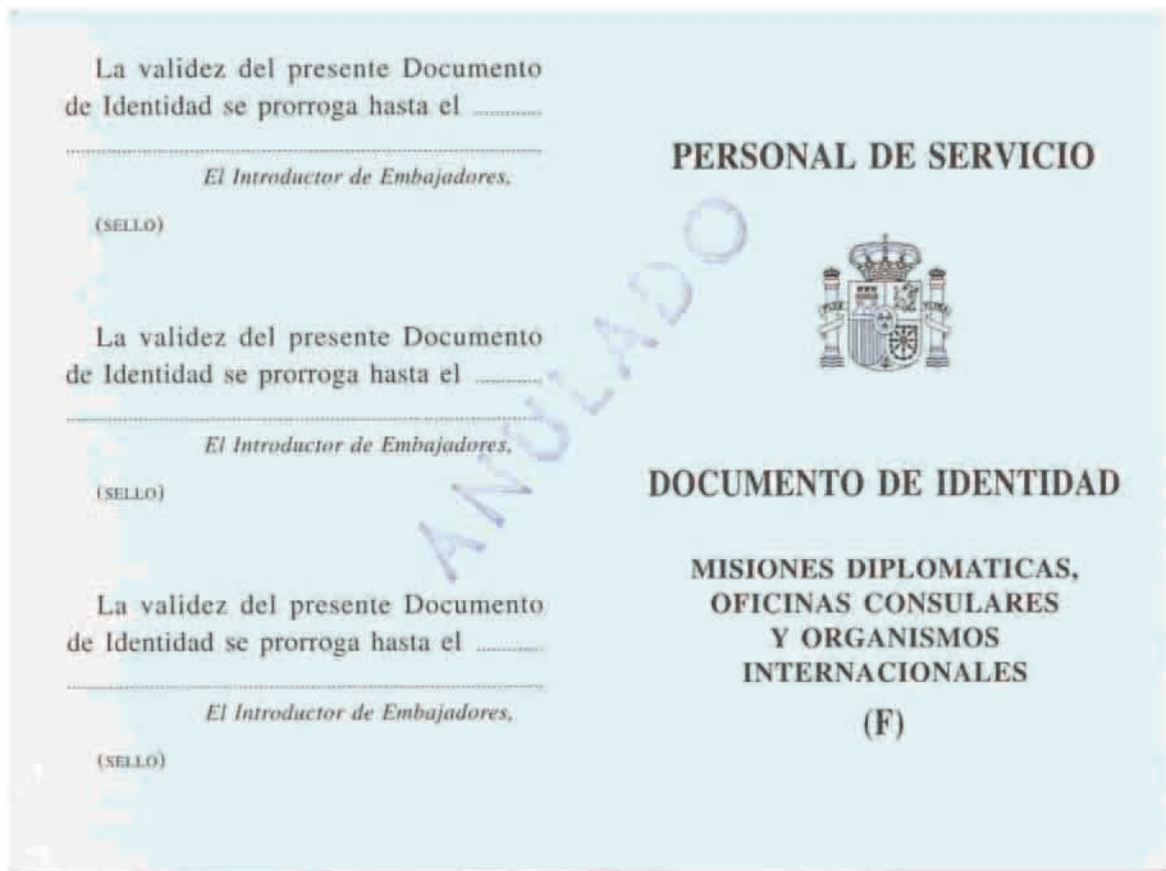 La validez del presente Documento
de Identidad se prorroga hasta el ............
El Introductor de Embajadores,
(SELLO)
La validez del presente Documento
de Identidad se prorroga hasta el ............
El Introductor de Embajadores,
(SELLO)
La validez del presente Documento
de Identidad se prorroga hasta el ............
El Introductor de Embajadores,
(SELLO)
ANULADO
PERSONAL DE SERVICIO
DOCUMENTO DE IDENTIDAD
MISIONES DIPLOMATICAS,
OFICINAS CONSULARES
Y ORGANISMOS
INTERNACIONALES
(F)